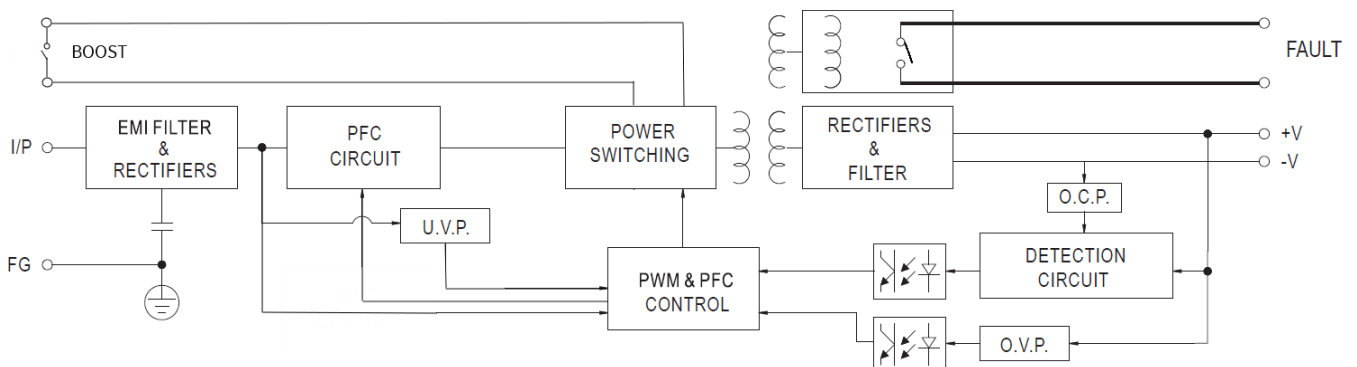 BOOST
FAULT
I/P
EMI FILTER
&
RECTIFIERS
PFC
CIRCUIT
POWER
SWITCHING
RECTIFIERS
&
FILTER
+V
-V
O.C.P.
U.V.P.
FG
PWM & PFC
CONTROL
DETECTION
CIRCUIT
O.V.P.